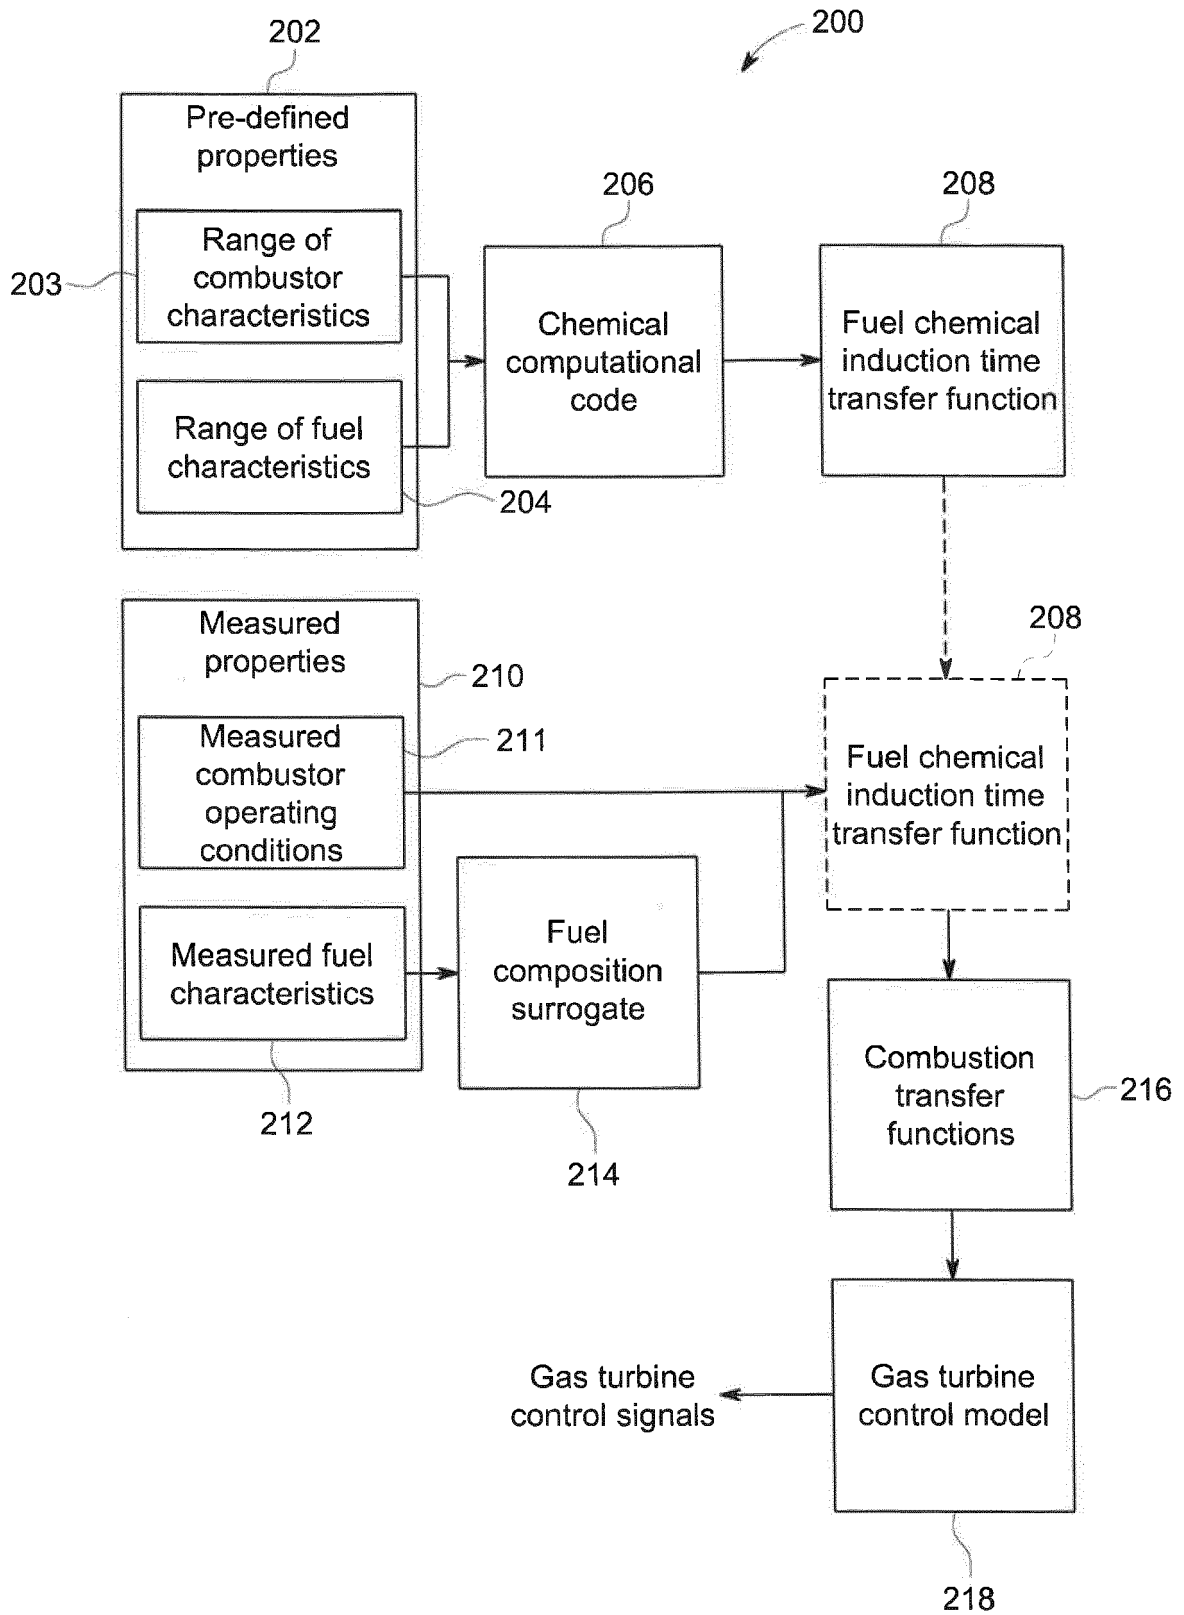 200
202
Pre-defined
properties
203
Range of
combustor
characteristics
Range of fuel
characteristics
204
206
Chemical
computational
code
208
Fuel chemical
induction time
transfer function
Measured
properties
210
Measured
combustor
operating
conditions
211
Measured fuel
characteristics
212
Fuel
composition
surrogate
214
208
Fuel chemical
induction time
transfer function
Combustion
transfer
functions
216
Gas turbine
control model
218
Gas turbine
control signals